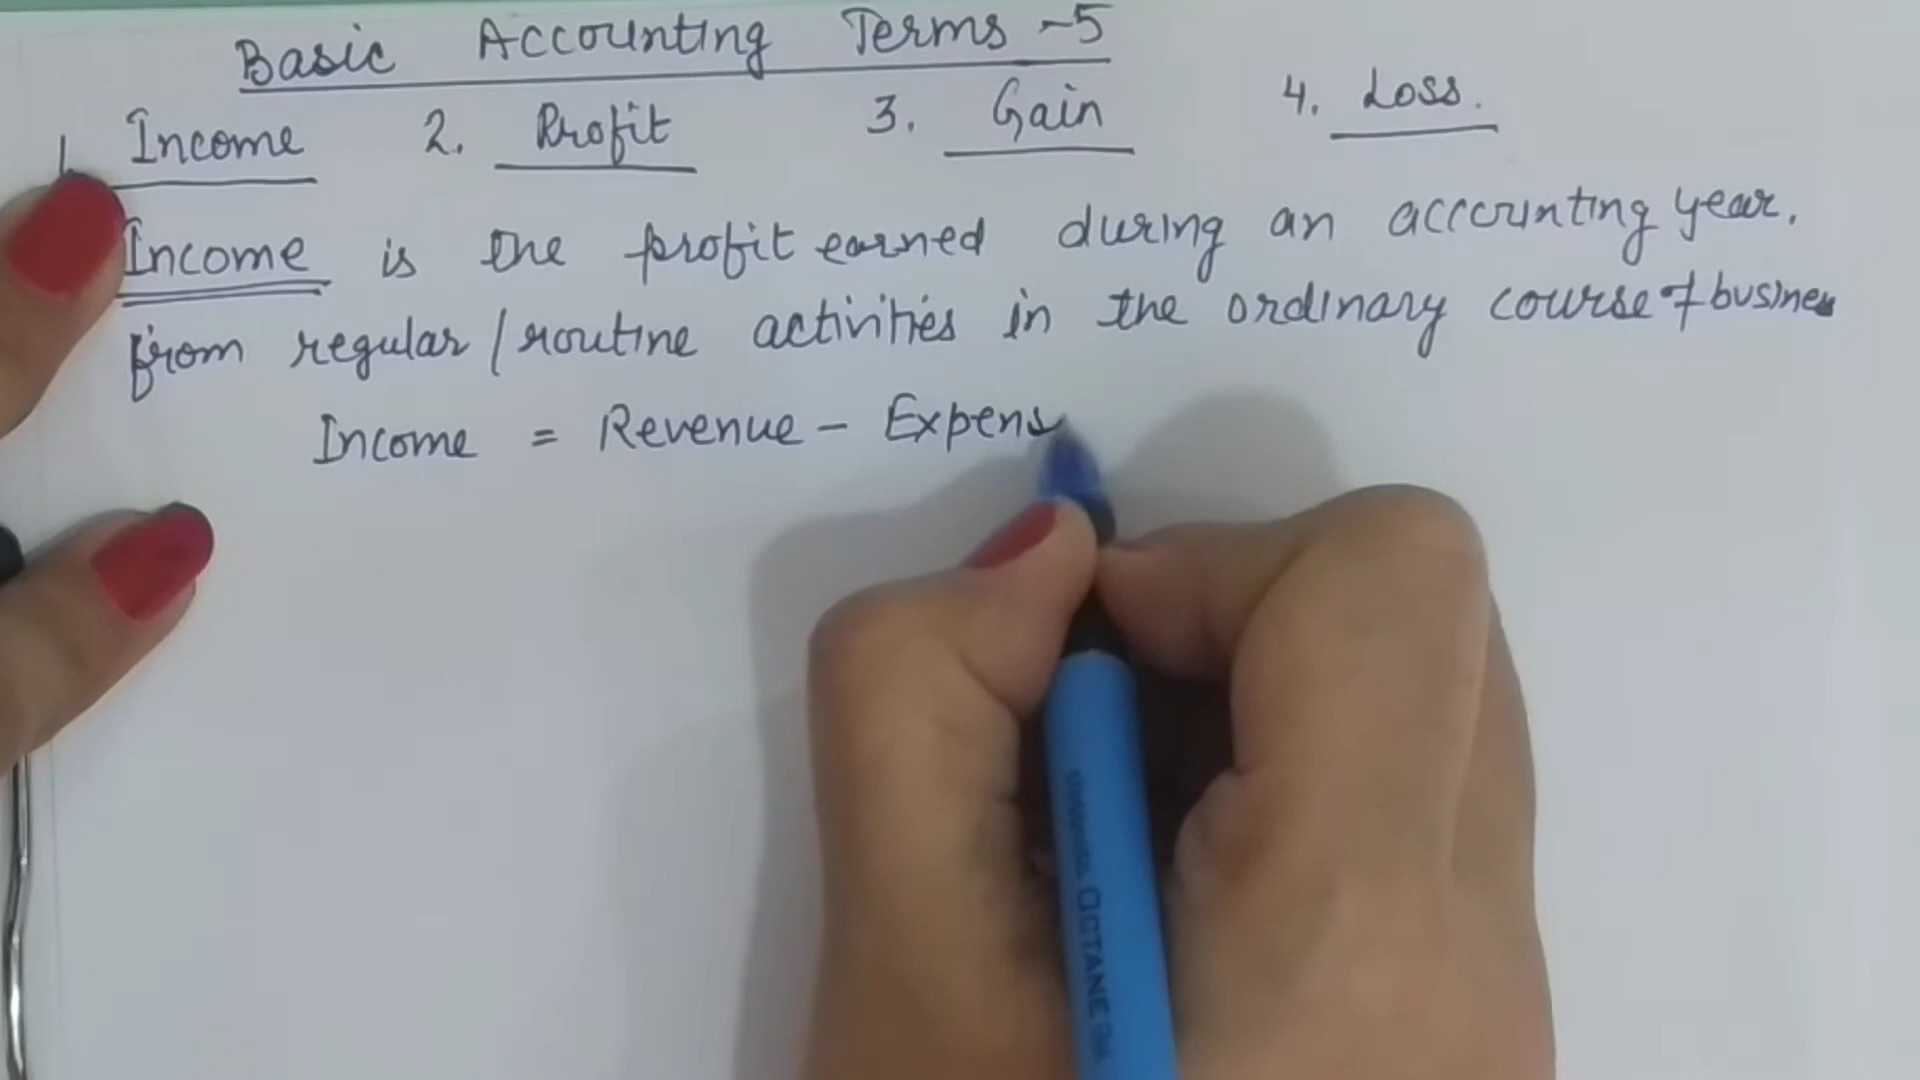 Basic Accounting Terms -5
1. Income 2. Profit 3. Gain 4. Loss.
Income is the profit earned during an accounting year.
from regular/routine activities in the ordinary course of busines
Income = Revenue - Expens
OCTANE